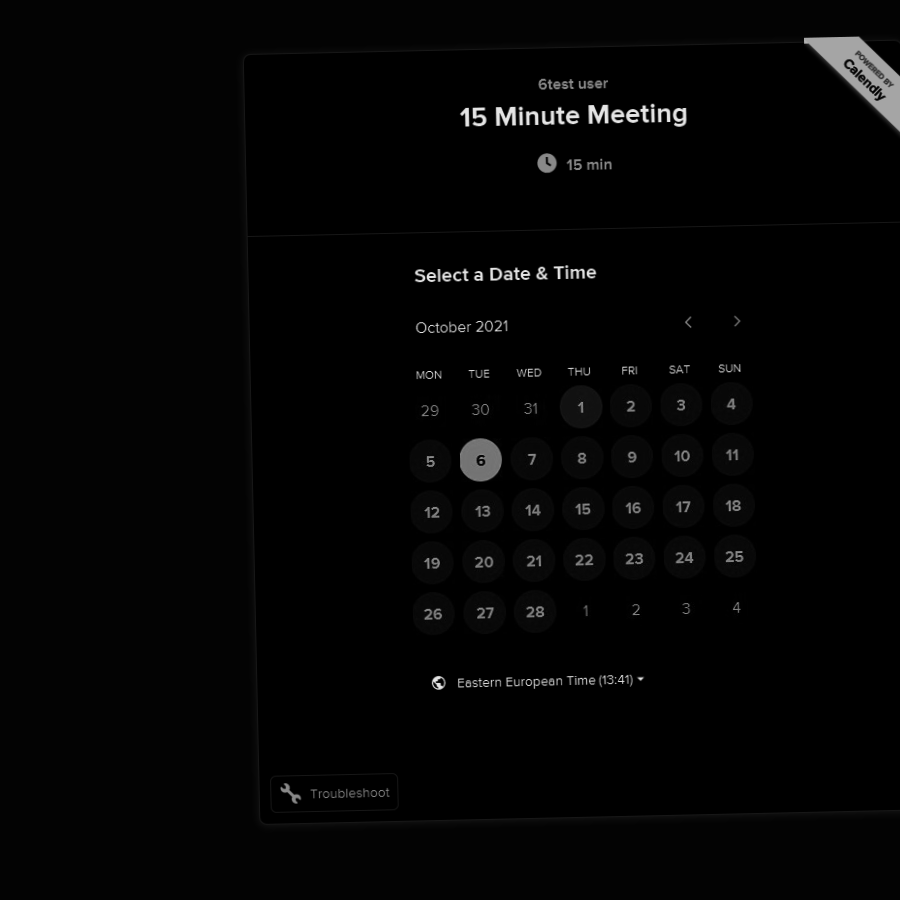 POWERED BY
Calendly
6test user
15 Minute Meeting
15 min
Select a Date & Time
October 2021
MON TUE WED THU FRI SAT SUN
29 30 31 1 2 3 4
5 6 7 8 9 10 11
12 13 14 15 16 17 18
19 20 21 22 23 24 25
26 27 28 1 2 3 4
Eastern European Time (13:41)
Troubleshoot